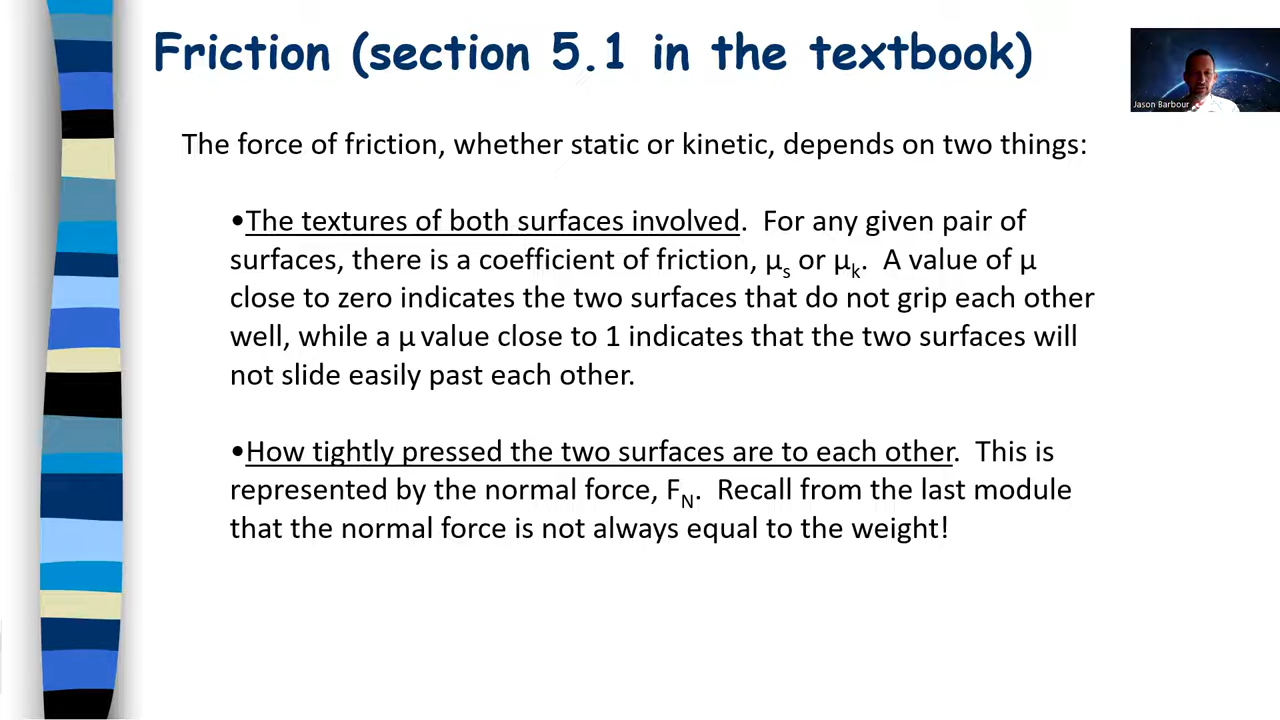 Friction (section 5.1 in the textbook)
Jason Barbour
The force of friction, whether static or kinetic, depends on two things:
•The textures of both surfaces involved. For any given pair of
surfaces, there is a coefficient of friction, μs or μk. A value of μ
close to zero indicates the two surfaces that do not grip each other
well, while a μ value close to 1 indicates that the two surfaces will
not slide easily past each other.
•How tightly pressed the two surfaces are to each other. This is
represented by the normal force, FN. Recall from the last module
that the normal force is not always equal to the weight!